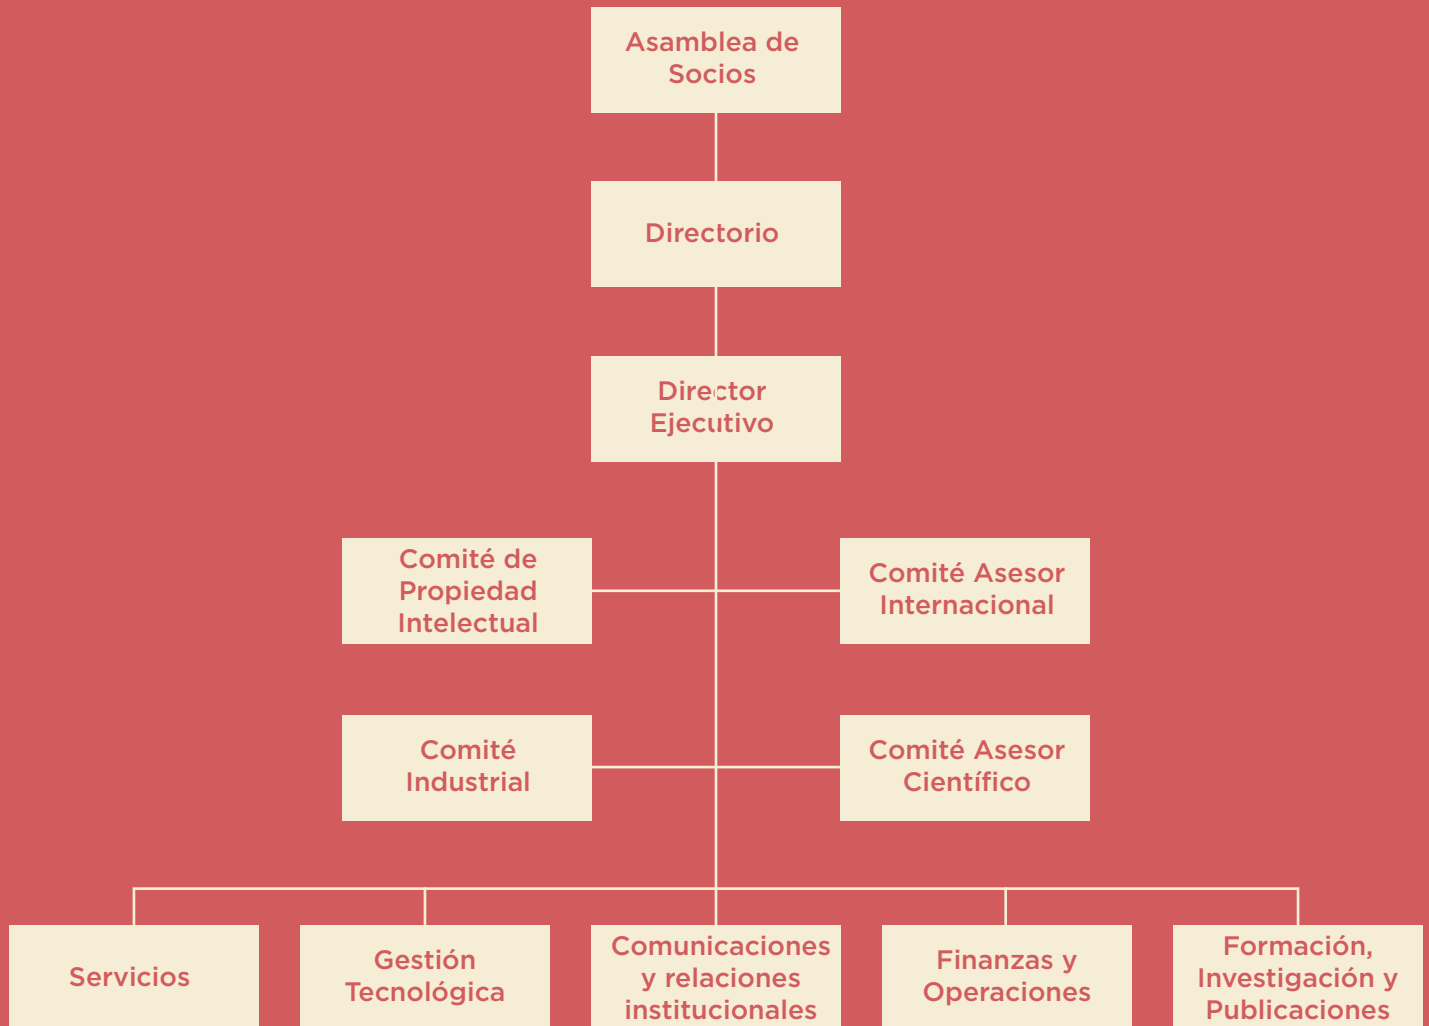 Asamblea de
Socios
Directorio
Director
Ejecutivo
Comité de
Propiedad
Intelectual
Comité Asesor
Internacional
Comité
Industrial
Comité Asesor
Científico
Servicios
Gestión
Tecnológica
Comunicaciones
y relaciones
institucionales
Finanzas y
Operaciones
Formación,
Investigación y
Publicaciones